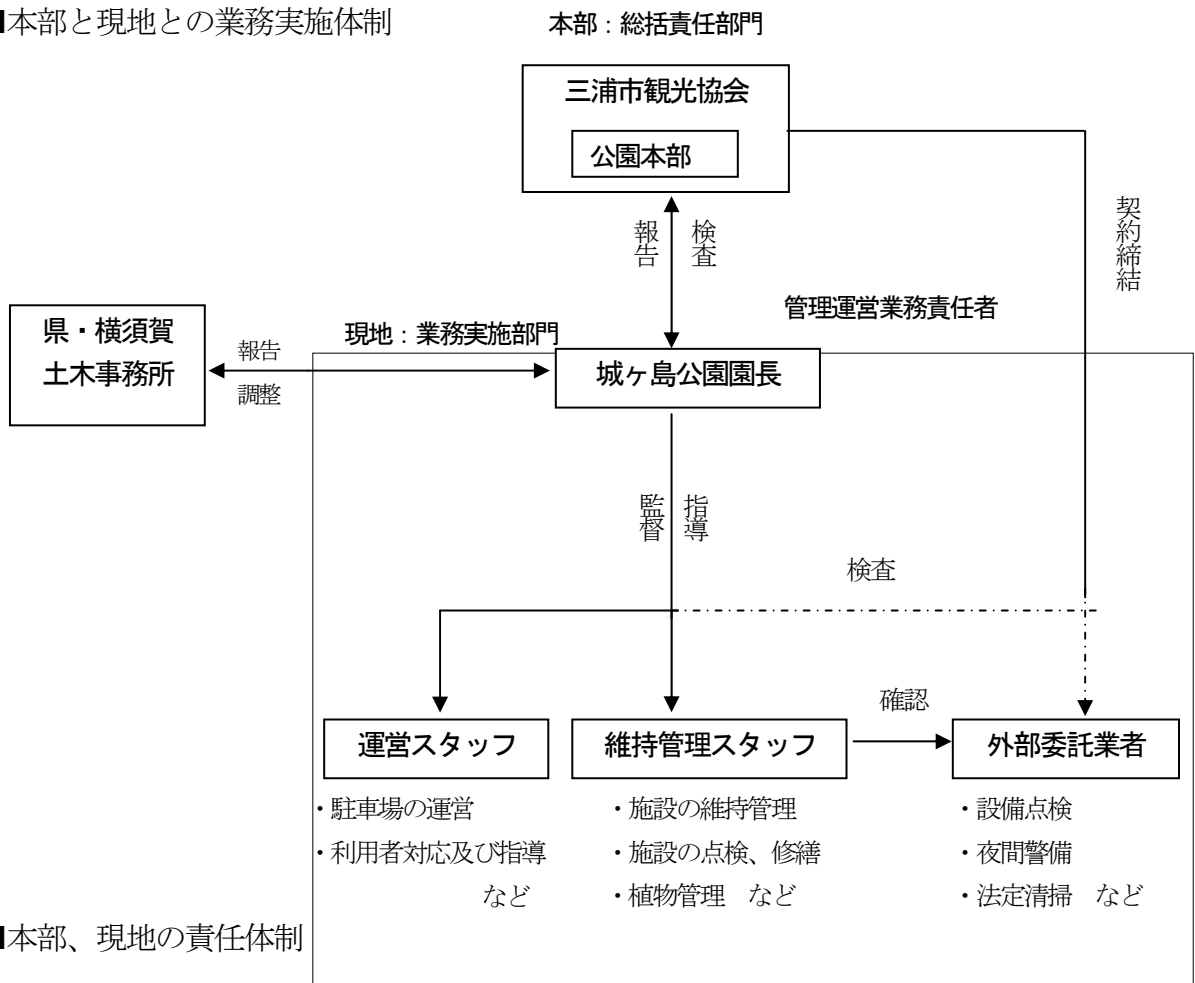 ■本部と現地との業務実施体制
本部：総括責任部門
三浦市観光協会
公園本部
報告
検査
契約締結
管理運営業務責任者
県・横須賀
土木事務所
報告
調整
現地：業務実施部門
城ヶ島公園園長
監督
指導
検査
確認
運営スタッフ
維持管理スタッフ
外部委託業者
・駐車場の運営
・利用者対応及び指導
など
・施設の維持管理
・施設の点検、修繕
・植物管理　など
・設備点検
・夜間警備
・法定清掃　など
■本部、現地の責任体制